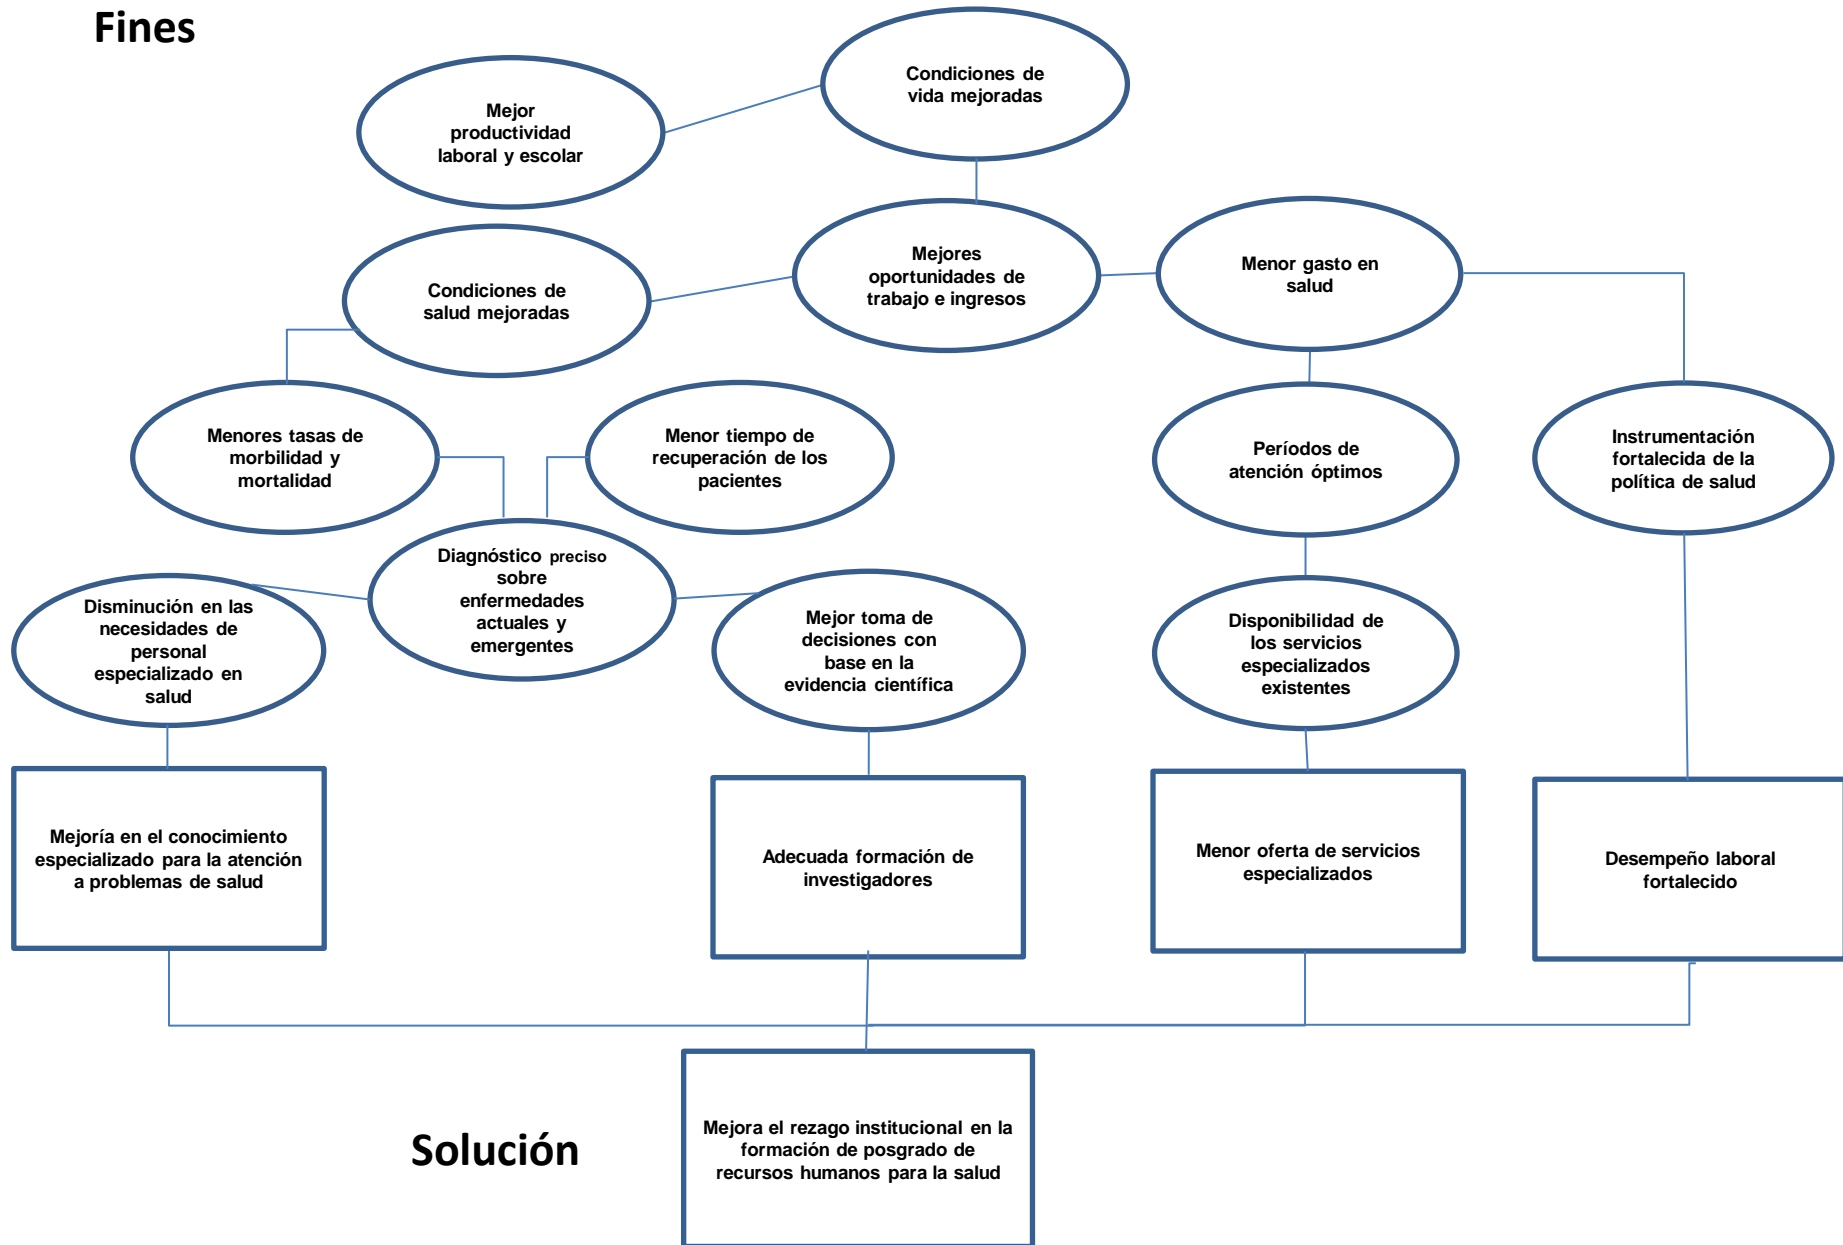 Fines
Condiciones de
vida mejoradas
Mejor
productividad
laboral y escolar
Mejores
oportunidades de
trabajo e ingresos
Menor gasto en
salud
Condiciones de
salud mejoradas
Menores tasas de
morbilidad y
mortalidad
Menor tiempo de
recuperación de los
pacientes
Períodos de
atención óptimos
Instrumentación
fortalecida de la
política de salud
Diagnóstico preciso
sobre
enfermedades
actuales y
emergentes
Disminución en las
necesidades de
personal
especializado en
salud
Mejor toma de
decisiones con
base en la
evidencia científica
Disponibilidad de
los servicios
especializados
existentes
Mejoría en el conocimiento
especializado para la atención
a problemas de salud
Adecuada formación de
investigadores
Menor oferta de servicios
especializados
Desempeño laboral
fortalecido
Solución
Mejora el rezago institucional en la
formación de posgrado de
recursos humanos para la salud